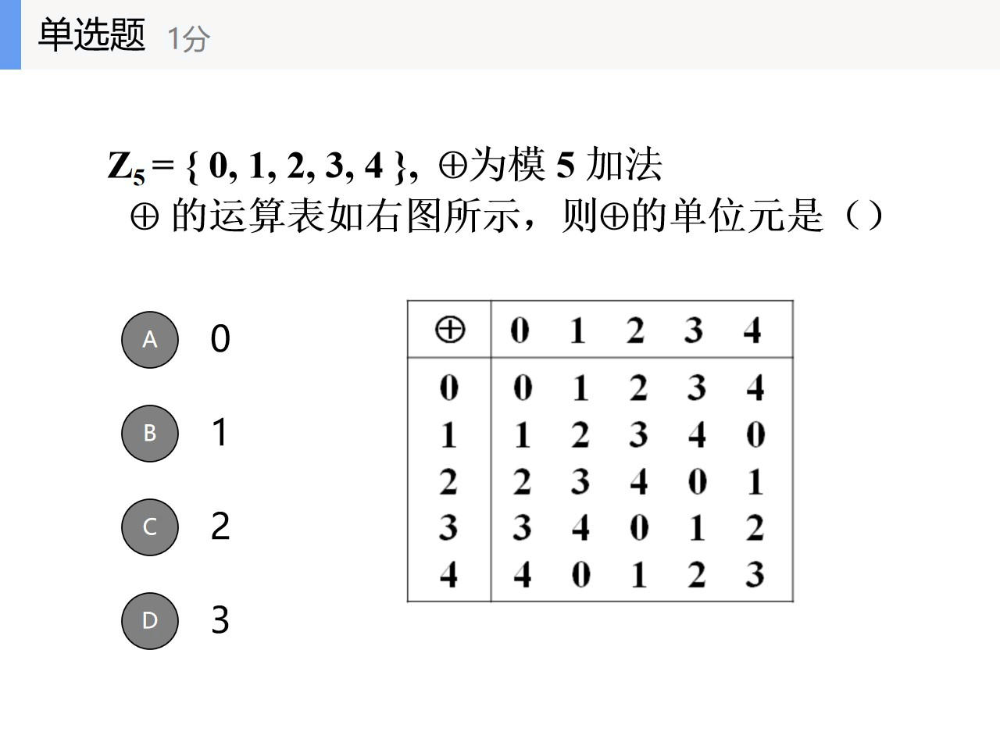 单选题 1分
Z₅ = { 0, 1, 2, 3, 4 }, ⊕为模 5 加法
⊕ 的运算表如右图所示，则⊕的单位元是（）
A 0
B 1
C 2
D 3
⊕ 0 1 2 3 4
0 0 1 2 3 4
1 1 2 3 4 0
2 2 3 4 0 1
3 3 4 0 1 2
4 4 0 1 2 3